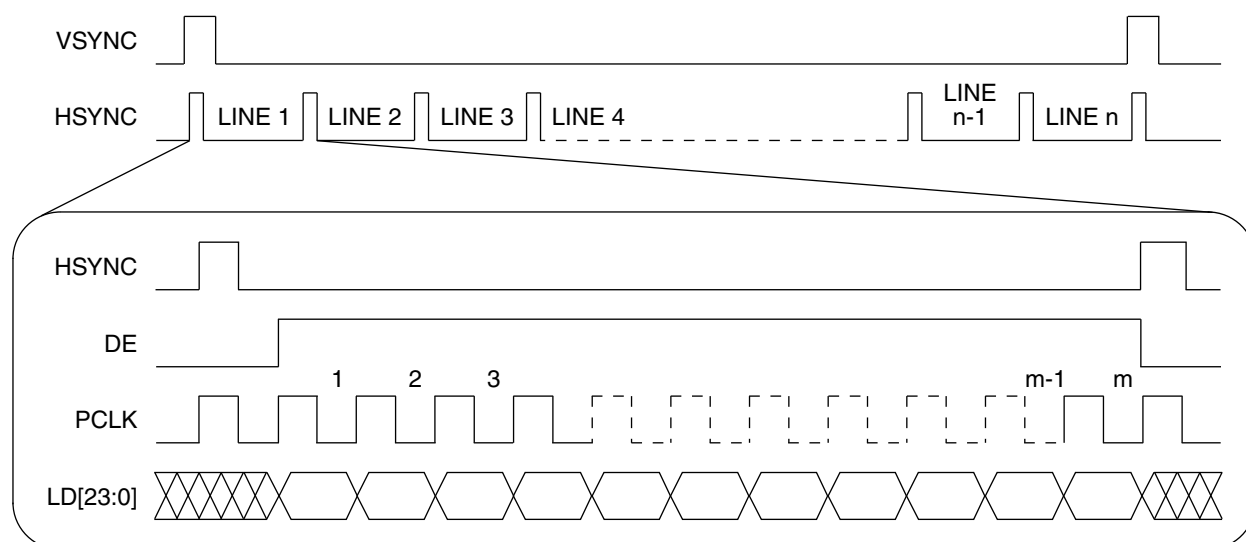 VSYNC
HSYNC LINE 1 LINE 2 LINE 3 LINE 4 LINE n-1 LINE n
HSYNC
DE
1 2 3 m-1 m
PCLK
LD[23:0]